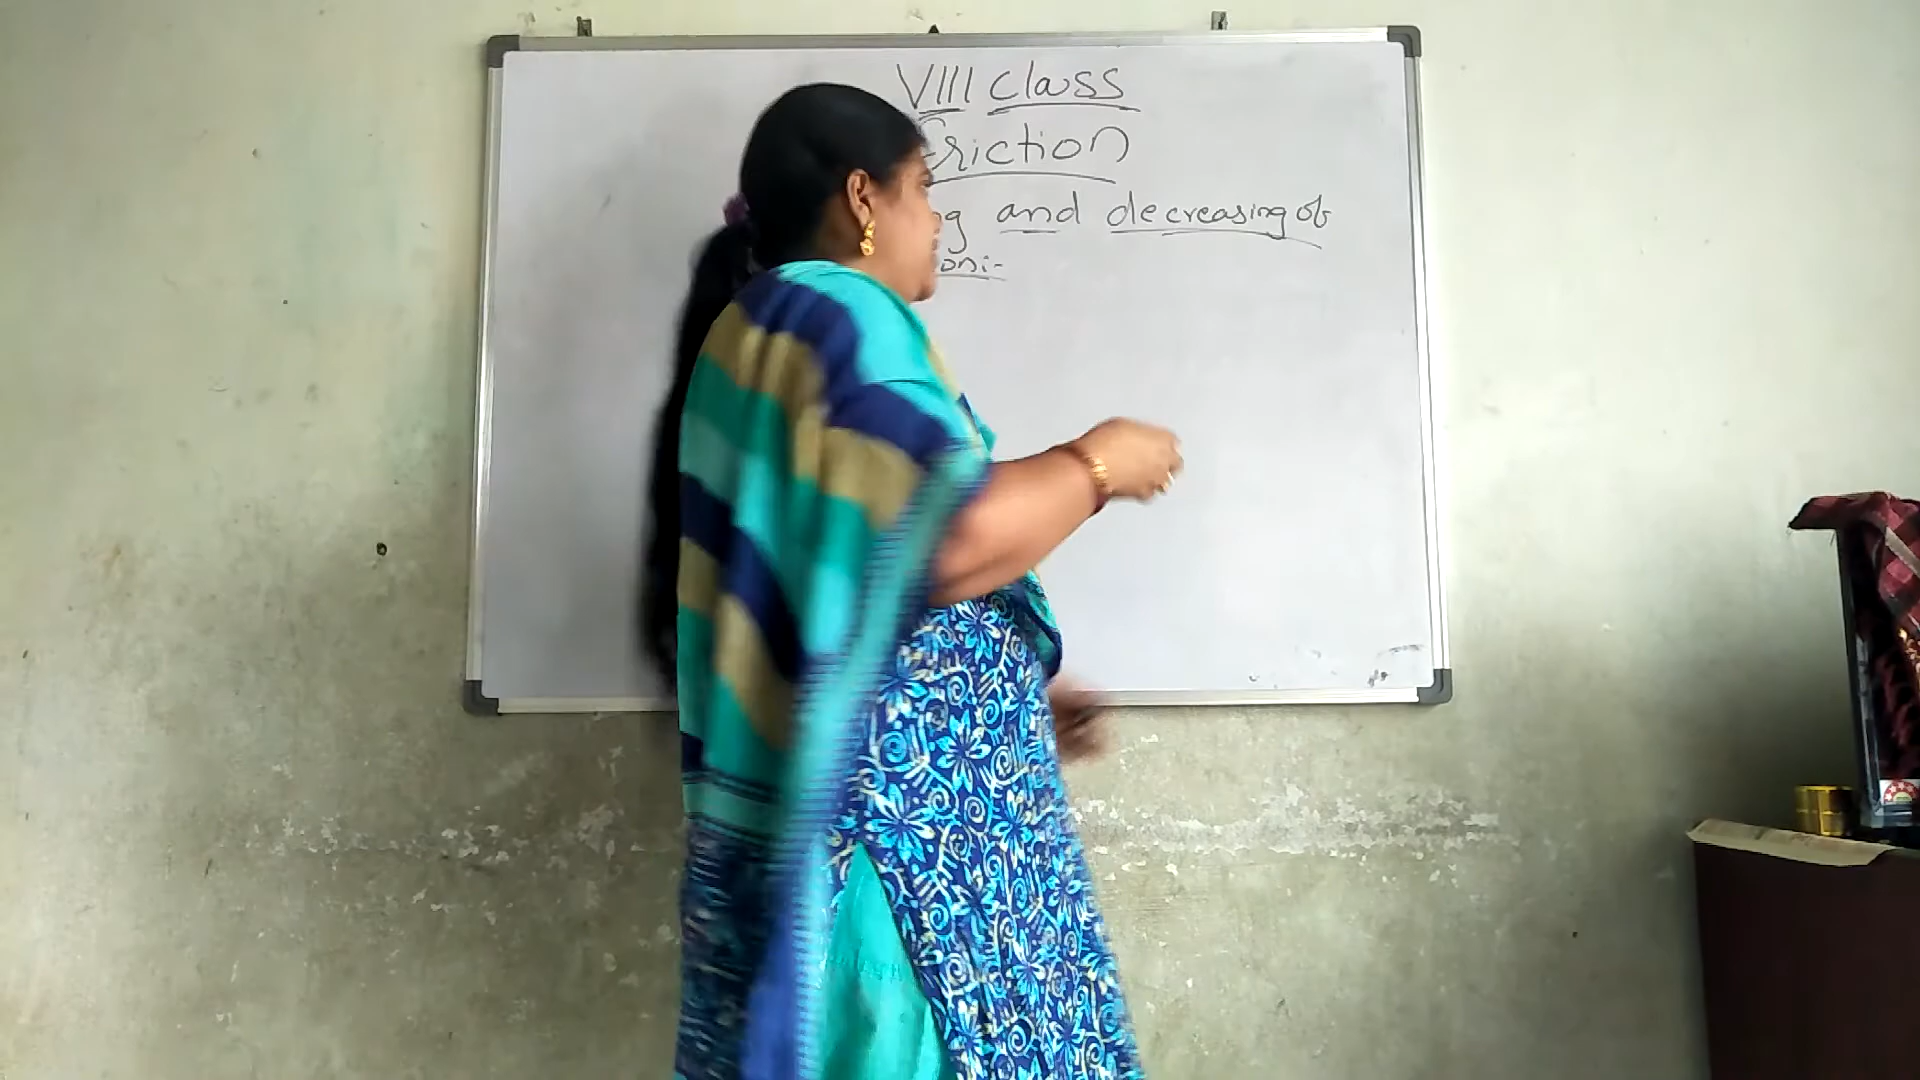 VIII class
Friction
and decreasing of